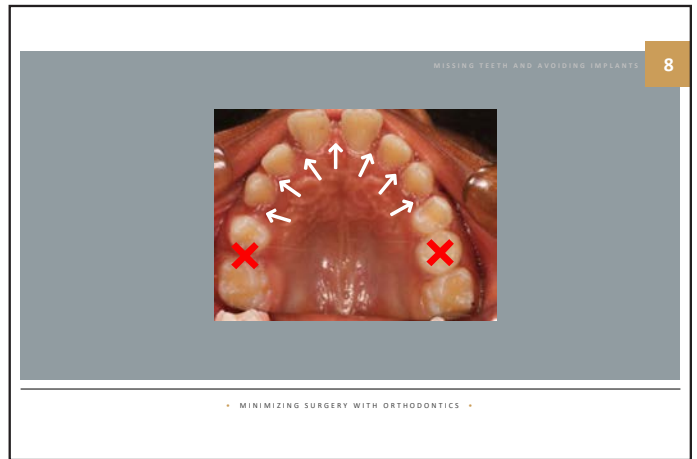 MISSING TEETH AND AVOIDING IMPLANTS
8
• MINIMIZING SURGERY WITH ORTHODONTICS •